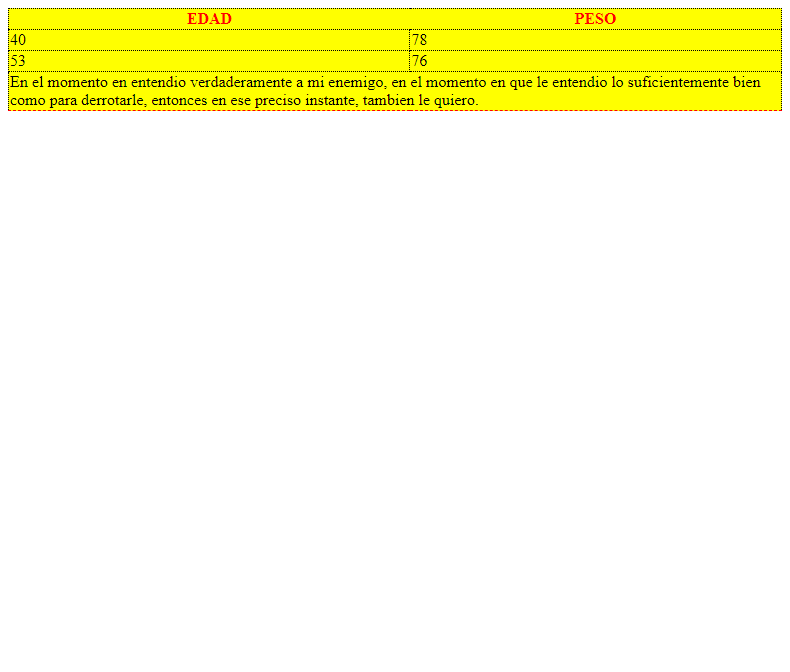 EDAD PESO
40 78
53 76
En el momento en entendio verdaderamente a mi enemigo, en el momento en que le entendio lo suficientemente bien
como para derrotarle, entonces en ese preciso instante, tambien le quiero.